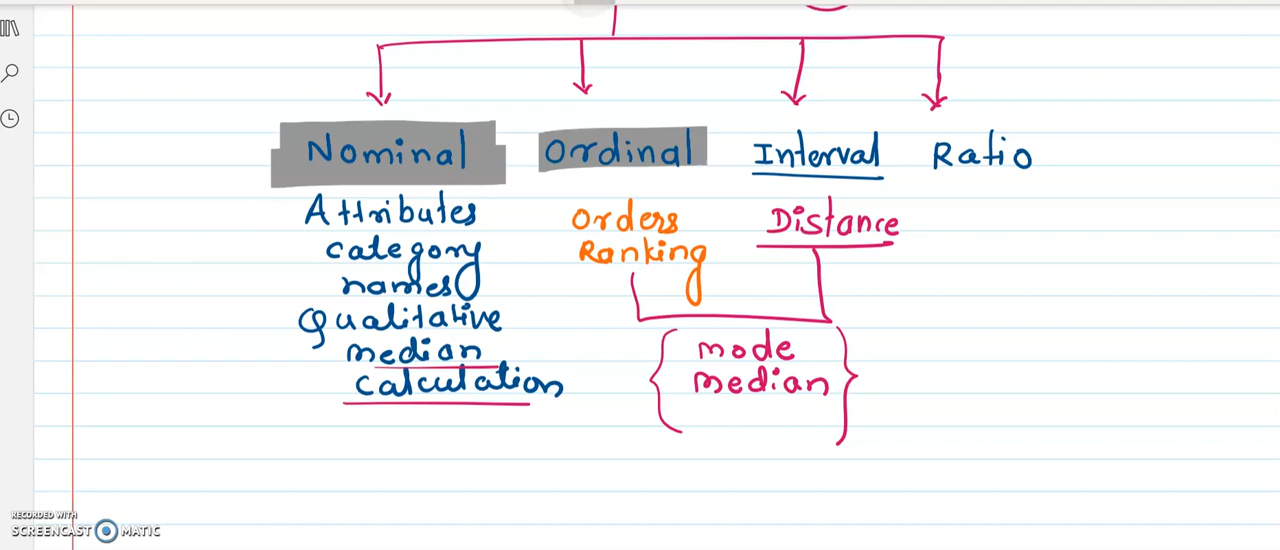 Nominal Ordinal Interval Ratio
Attributes
category
names
Qualitative
median
calculation
Orders
Ranking
Distance
mode
median
RECORDED WITH
SCREENCAST MATIC